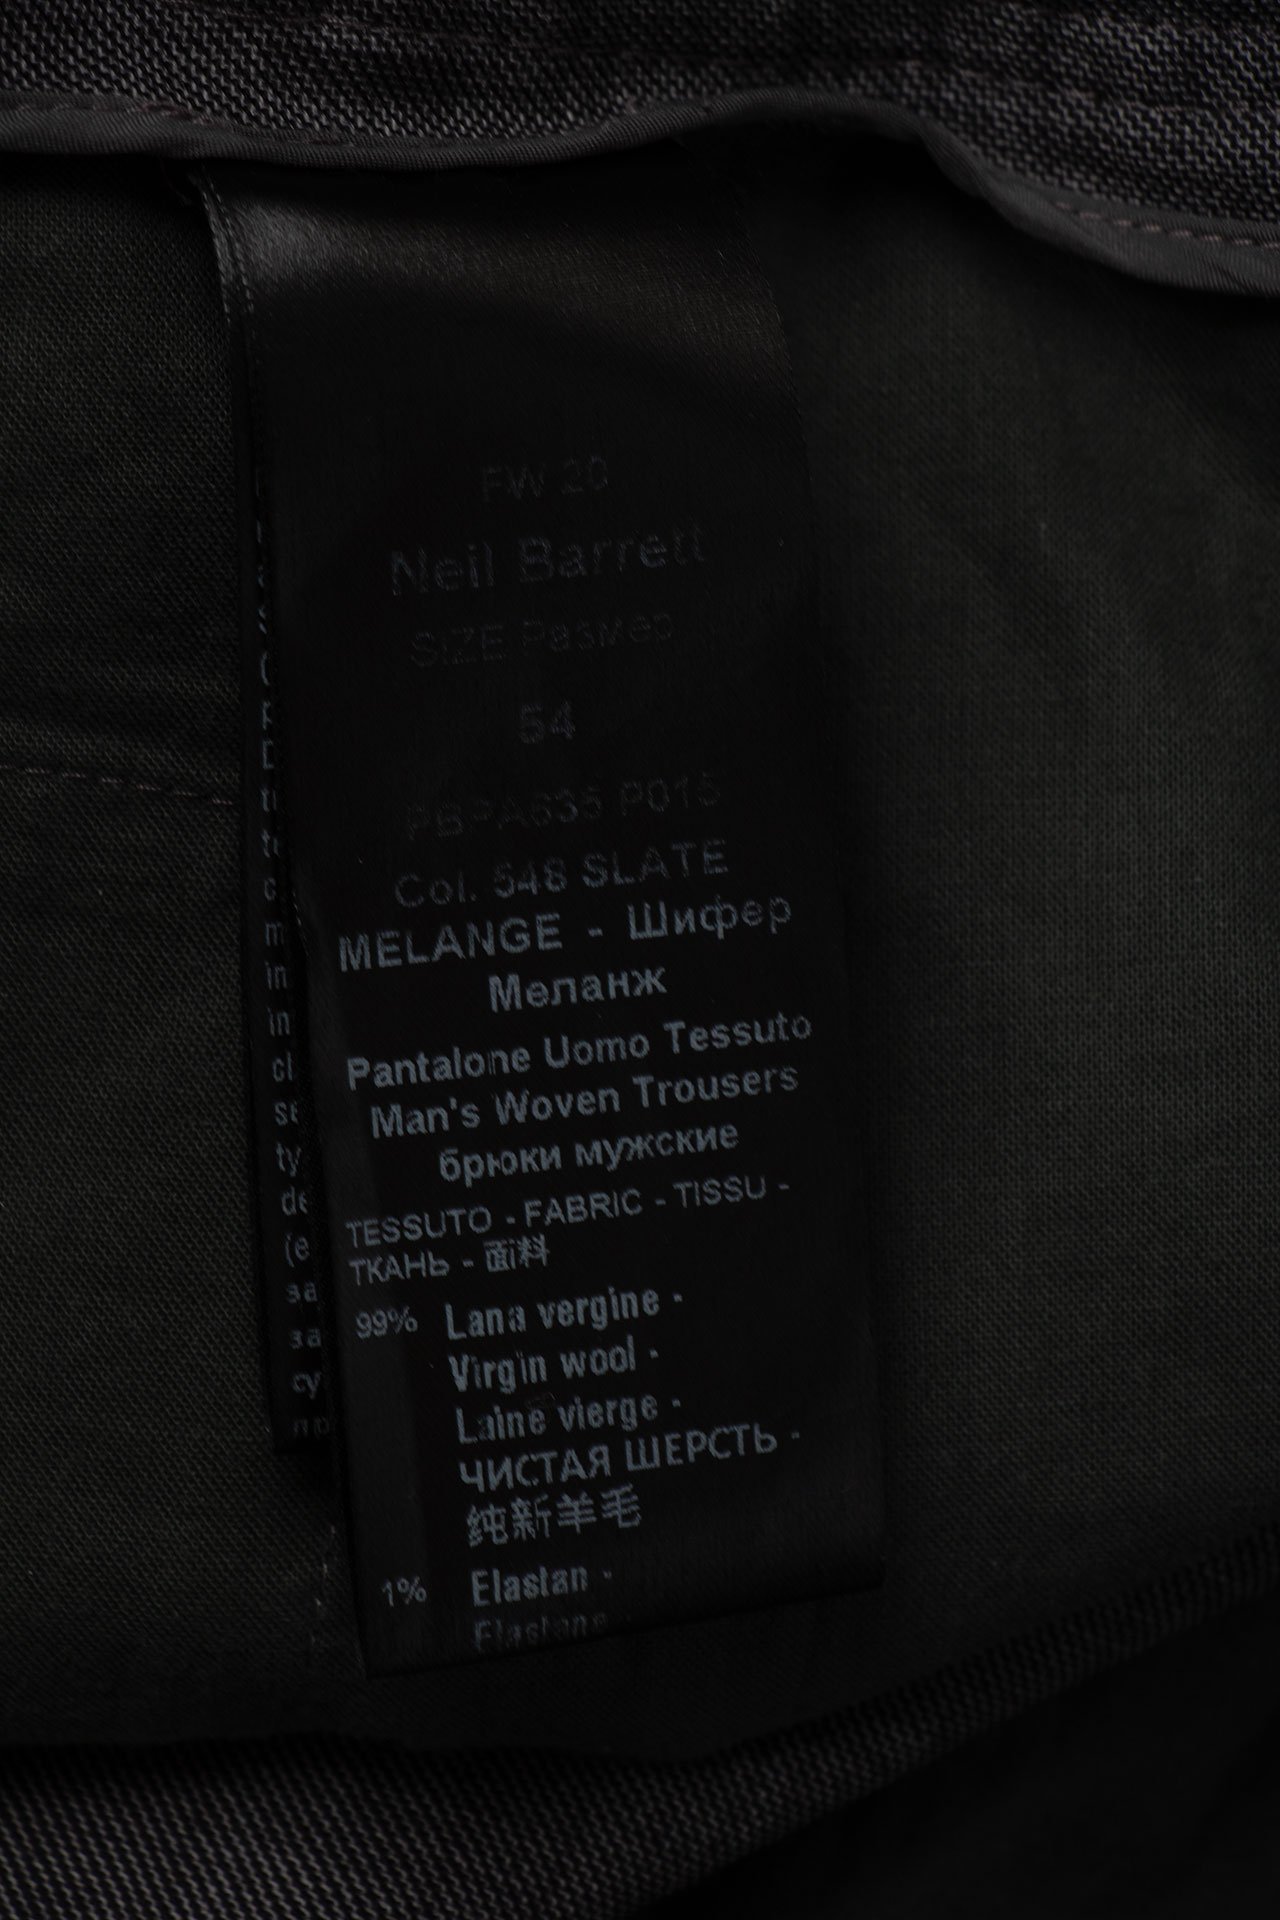 FW 20
Neil Barrett
SIZE Размер
54
PBPA635 P015
Col. 548 SLATE
MELANGE - Шифер
Меланж
Pantalone Uomo Tessuto
Man's Woven Trousers
брюки мужские
TESSUTO - FABRIC - TISSU -
ТКАНЬ - 面料
99% Lana vergine -
Virgin wool -
Laine vierge -
ЧИСТАЯ ШЕРСТЬ -
纯新羊毛
1% Elastan -
Elastane -